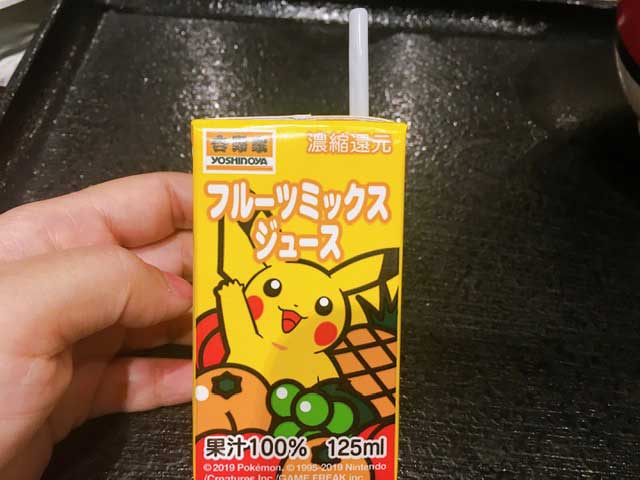 吉野家
YOSHINOYA
濃縮還元
フルーツミックス
ジュース
果汁100% 125ml
©2019 Pokémon. ©1995-2019 Nintendo
/Creatures Inc./GAME FREAK inc.